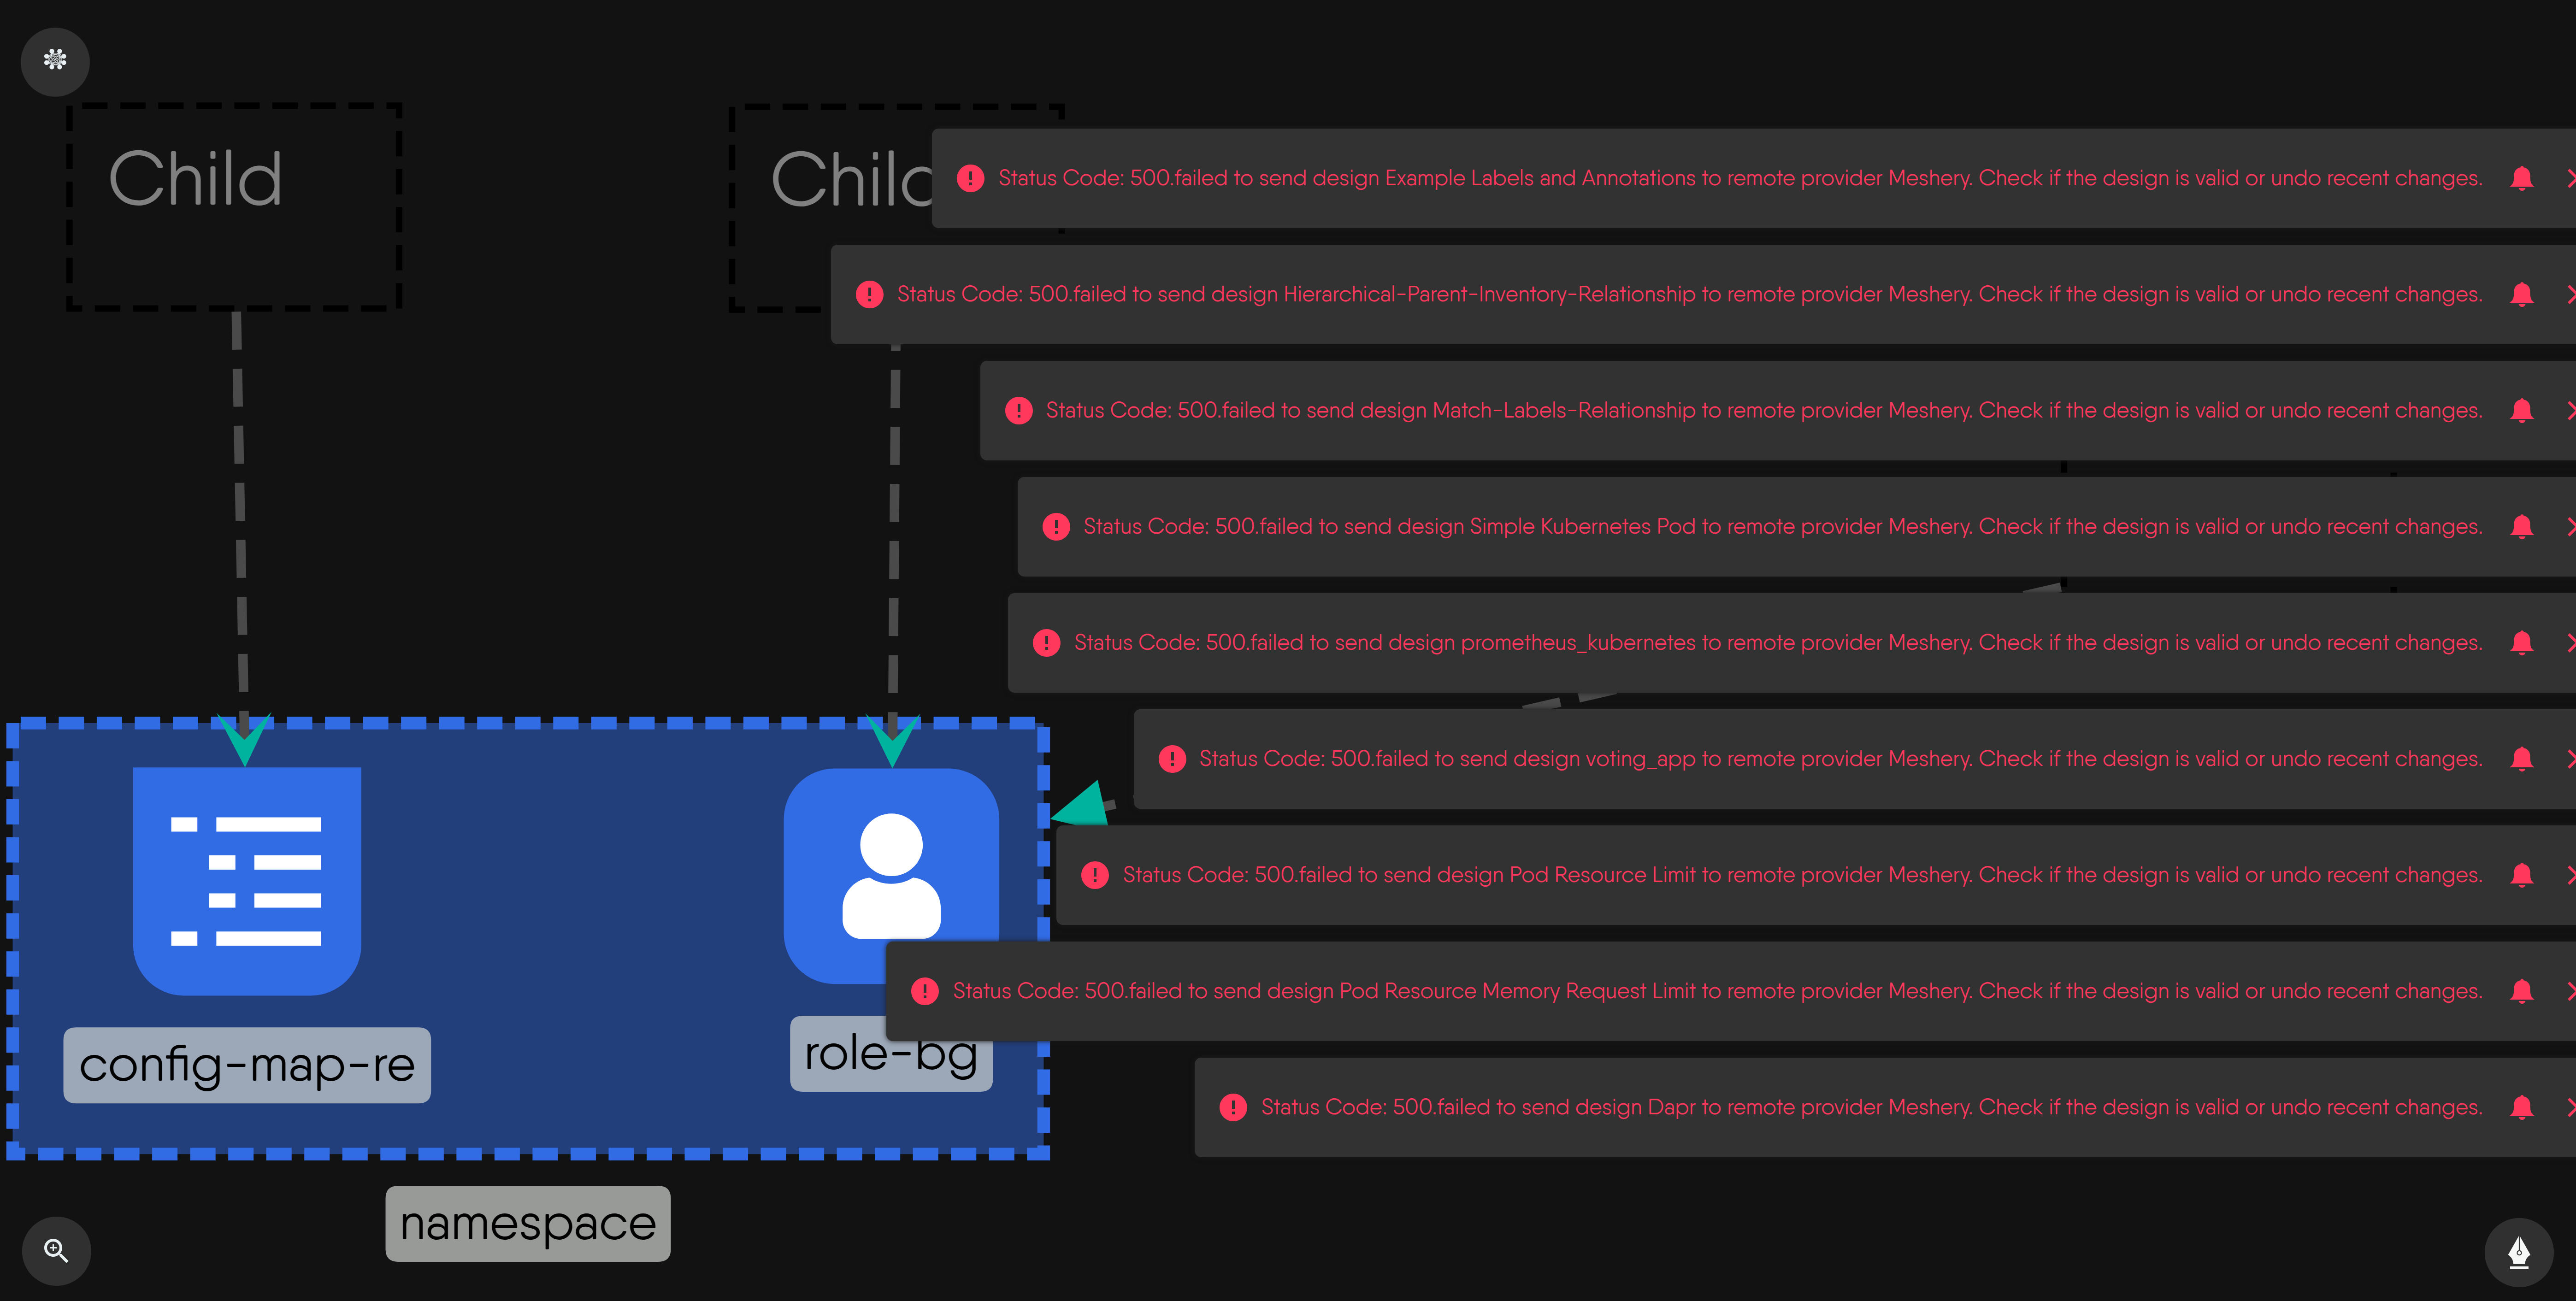 Child
Chil
Status Code: 500.failed to send design Example Labels and Annotations to remote provider Meshery. Check if the design is valid or undo recent changes.
Status Code: 500.failed to send design Hierarchical-Parent-Inventory-Relationship to remote provider Meshery. Check if the design is valid or undo recent changes.
Status Code: 500.failed to send design Match-Labels-Relationship to remote provider Meshery. Check if the design is valid or undo recent changes.
Status Code: 500.failed to send design Simple Kubernetes Pod to remote provider Meshery. Check if the design is valid or undo recent changes.
Status Code: 500.failed to send design prometheus_kubernetes to remote provider Meshery. Check if the design is valid or undo recent changes.
Status Code: 500.failed to send design voting_app to remote provider Meshery. Check if the design is valid or undo recent changes.
Status Code: 500.failed to send design Pod Resource Limit to remote provider Meshery. Check if the design is valid or undo recent changes.
Status Code: 500.failed to send design Pod Resource Memory Request Limit to remote provider Meshery. Check if the design is valid or undo recent changes.
config-map-re
role-bg
Status Code: 500.failed to send design Dapr to remote provider Meshery. Check if the design is valid or undo recent changes.
namespace